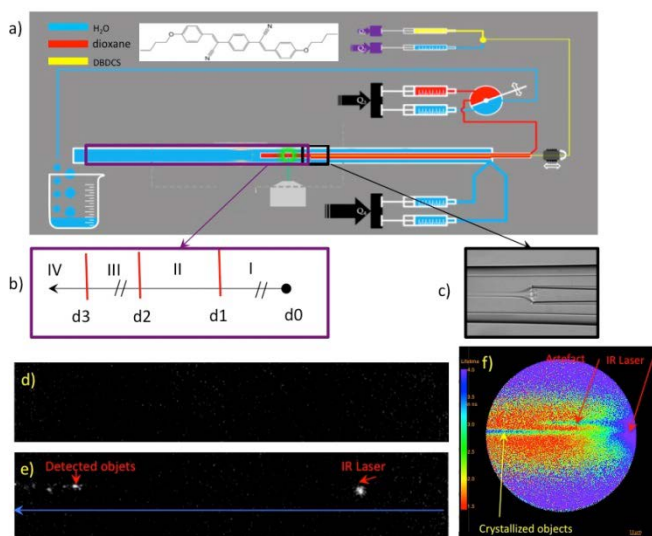 a)
H₂O
dioxane
DBDCS
b)
IV
III
II
I
d3
d2
d1
d0
c)
d)
e)
Detected objets
IR Laser
f)
Artefact
IR Laser
Crystallized objects